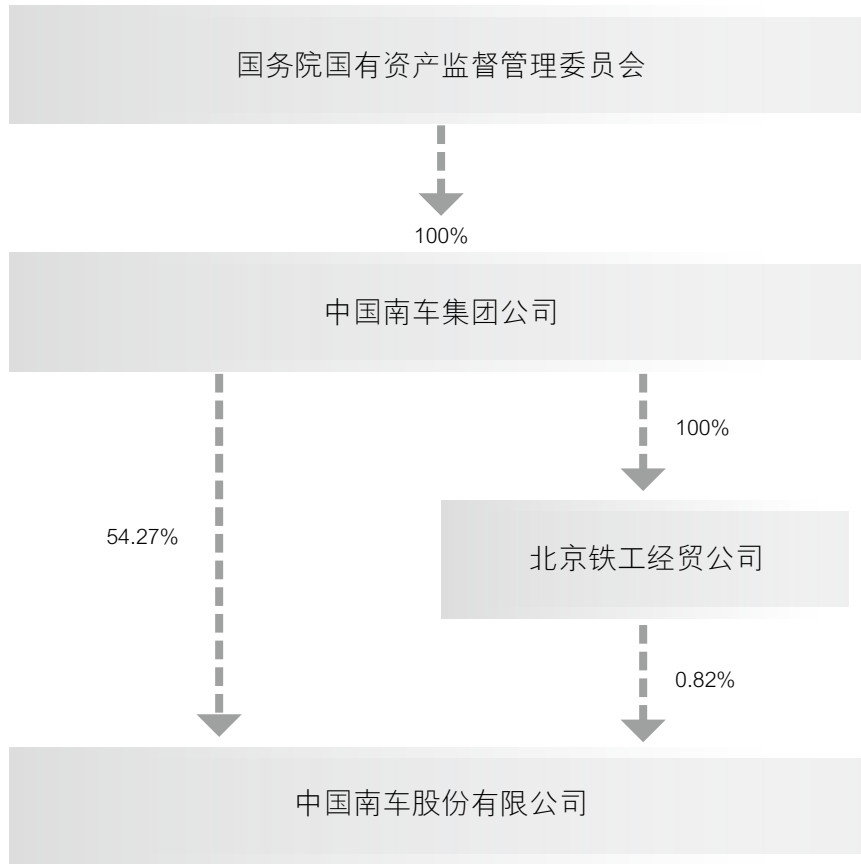 国务院国有资产监督管理委员会
100%
中国南车集团公司
100%
54.27%
北京铁工经贸公司
0.82%
中国南车股份有限公司